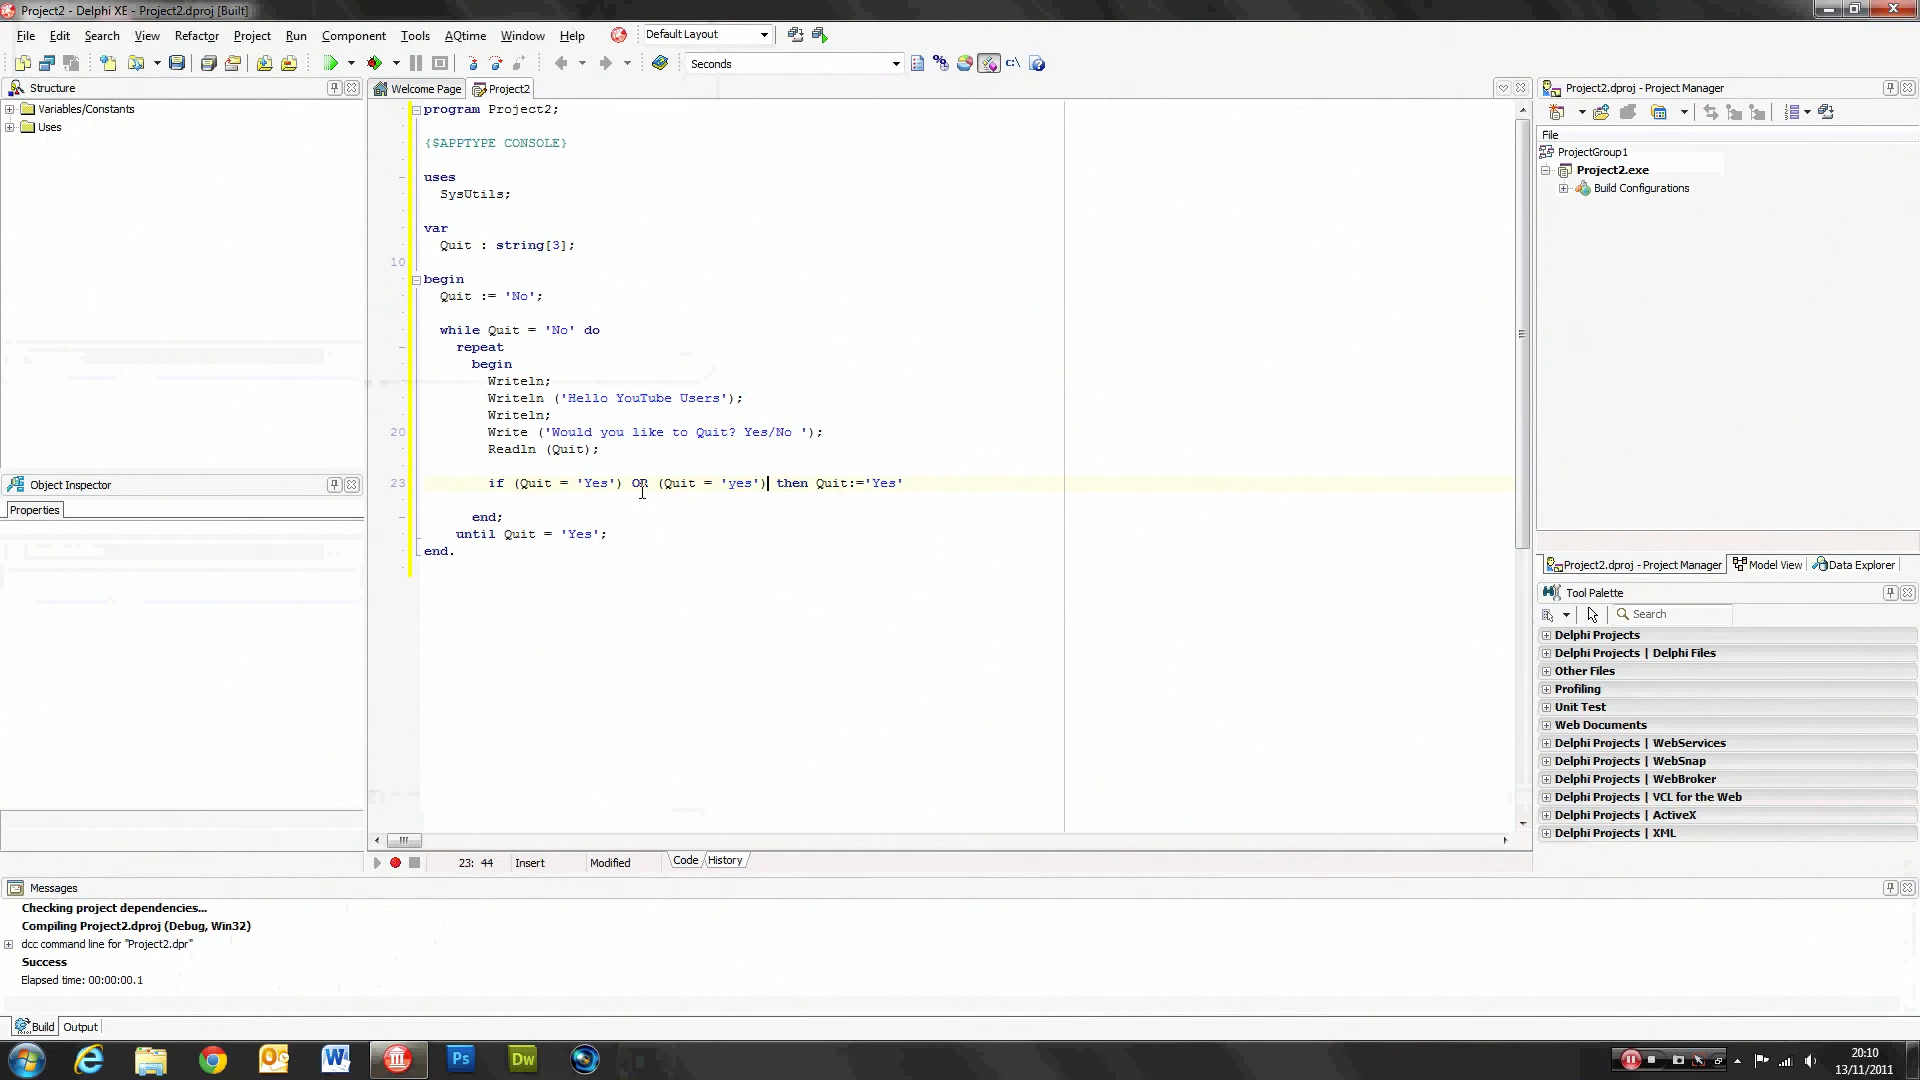 Project2 - Delphi XE - Project2.dproj [Built]
File Edit Search View Refactor Project Run Component Tools AQtime Window Help Default Layout
Seconds C:\
Structure
Variables/Constants
Uses
Welcome Page Project2
program Project2;
{$APPTYPE CONSOLE}
uses
SysUtils;
var
Quit : string[3];
10
begin
Quit := 'No';
while Quit = 'No' do
repeat
begin
Writeln;
Writeln ('Hello YouTube Users');
Writeln;
20 Write ('Would you like to Quit? Yes/No ');
Readln (Quit);
23 if (Quit = 'Yes') OR (Quit = 'yes') then Quit:='Yes'
end;
until Quit = 'Yes';
end.
23: 44 Insert Modified Code History
Object Inspector
Properties
Project2.dproj - Project Manager
File
ProjectGroup1
Project2.exe
Build Configurations
Project2.dproj - Project Manager Model View Data Explorer
Tool Palette
Search
Delphi Projects
Delphi Projects | Delphi Files
Other Files
Profiling
Unit Test
Web Documents
Delphi Projects | WebServices
Delphi Projects | WebSnap
Delphi Projects | WebBroker
Delphi Projects | VCL for the Web
Delphi Projects | ActiveX
Delphi Projects | XML
Messages
Checking project dependencies...
Compiling Project2.dproj (Debug, Win32)
dcc command line for "Project2.dpr"
Success
Elapsed time: 00:00:00.1
Build Output
Ps Dw
20:10
13/11/2011